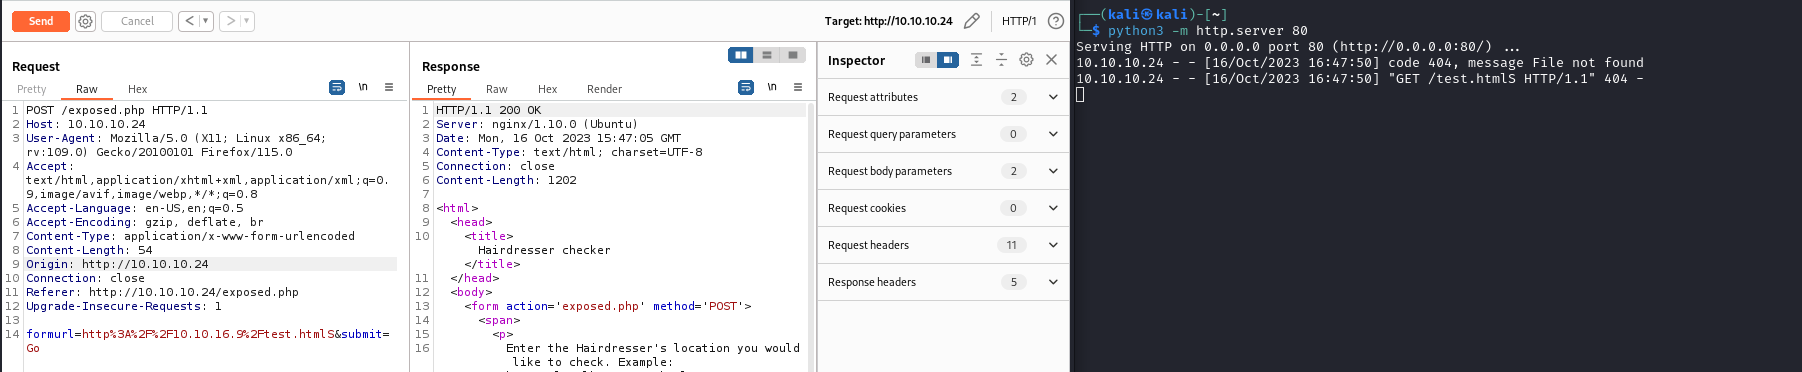 Send
Cancel
< | ▾
> | ▾
Target: http://10.10.10.24
HTTP/1
?
Request
Pretty
Raw
Hex
\n
1 POST /exposed.php HTTP/1.1
2 Host: 10.10.10.24
3 User-Agent: Mozilla/5.0 (X11; Linux x86_64;
rv:109.0) Gecko/20100101 Firefox/115.0
4 Accept:
text/html,application/xhtml+xml,application/xml;q=0.
9,image/avif,image/webp,*/*;q=0.8
5 Accept-Language: en-US,en;q=0.5
6 Accept-Encoding: gzip, deflate, br
7 Content-Type: application/x-www-form-urlencoded
8 Content-Length: 54
9 Origin: http://10.10.10.24
10 Connection: close
11 Referer: http://10.10.10.24/exposed.php
12 Upgrade-Insecure-Requests: 1
13
14 formurl=http%3A%2F%2F10.10.16.9%2Ftest.htmlS&submit=
Go
Response
Pretty
Raw
Hex
Render
\n
1 HTTP/1.1 200 OK
2 Server: nginx/1.10.0 (Ubuntu)
3 Date: Mon, 16 Oct 2023 15:47:05 GMT
4 Content-Type: text/html; charset=UTF-8
5 Connection: close
6 Content-Length: 1202
7
8 <html>
9 <head>
10 <title>
Hairdresser checker
</title>
11 </head>
12 <body>
13 <form action='exposed.php' method='POST'>
14 <span>
15 <p>
16 Enter the Hairdresser's location you would
like to check. Example:
Inspector
Request attributes 2
Request query parameters 0
Request body parameters 2
Request cookies 0
Request headers 11
Response headers 5
┌──(kali㉿kali)-[~]
└─$ python3 -m http.server 80
Serving HTTP on 0.0.0.0 port 80 (http://0.0.0.0:80/) ...
10.10.10.24 - - [16/Oct/2023 16:47:50] code 404, message File not found
10.10.10.24 - - [16/Oct/2023 16:47:50] "GET /test.htmlS HTTP/1.1" 404 -